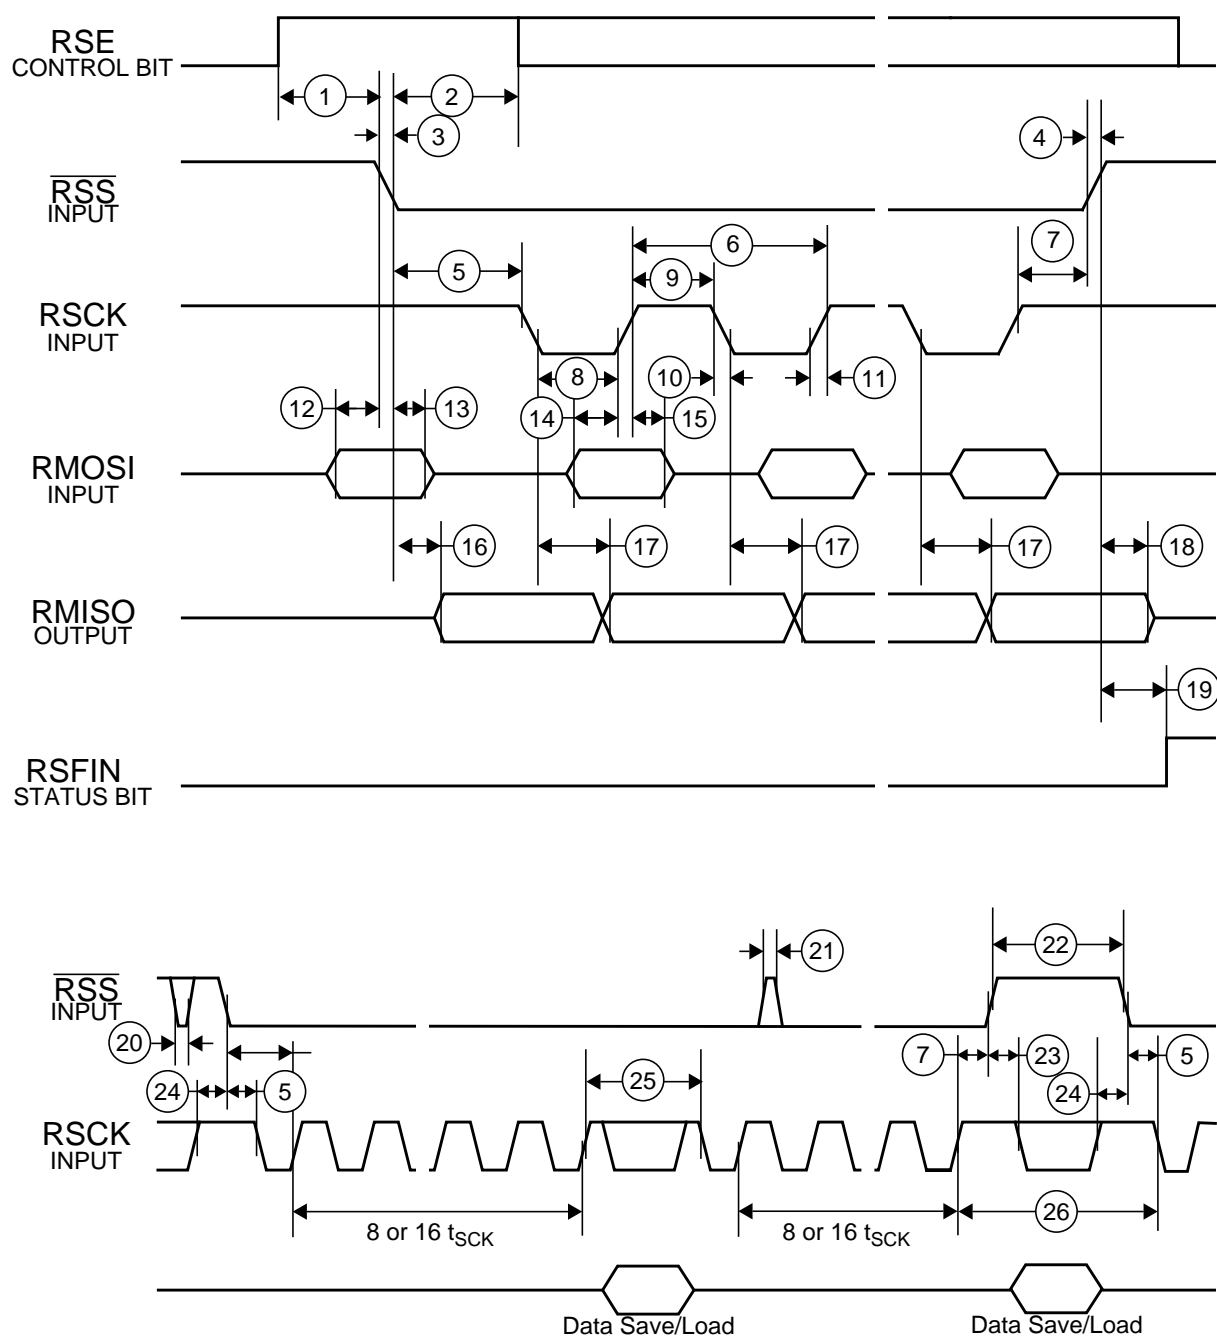 RSE
CONTROL BIT
1
2
3
4
RSS
INPUT
5
6
7
9
RSCK
INPUT
8
10
11
12
13
14
15
RMOSI
INPUT
16
17
17
17
18
RMISO
OUTPUT
19
RSFIN
STATUS BIT
21
22
RSS
INPUT
20
7
23
5
24
5
25
24
RSCK
INPUT
8 or 16 tSCK
8 or 16 tSCK
26
Data Save/Load
Data Save/Load